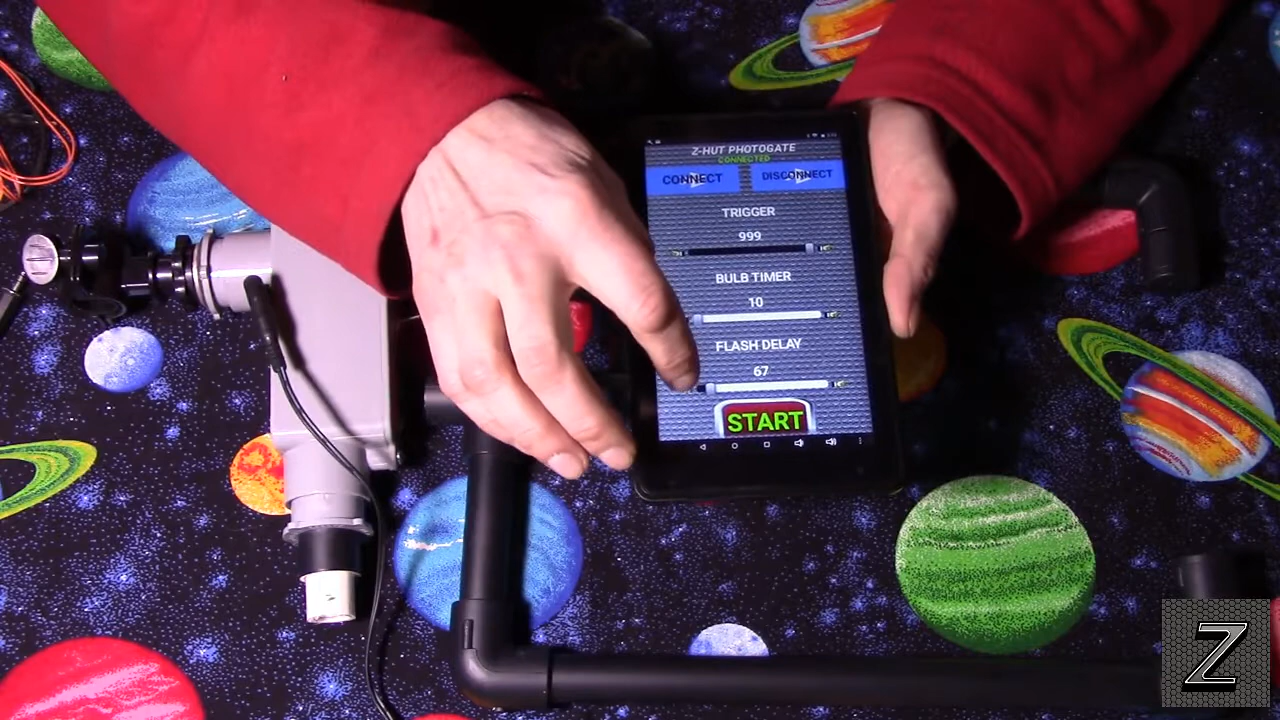 Z-HUT PHOTOGATE
CONNECTED
CONNECT
DISCONNECT
TRIGGER
999
BULB TIMER
10
FLASH DELAY
67
START
Z